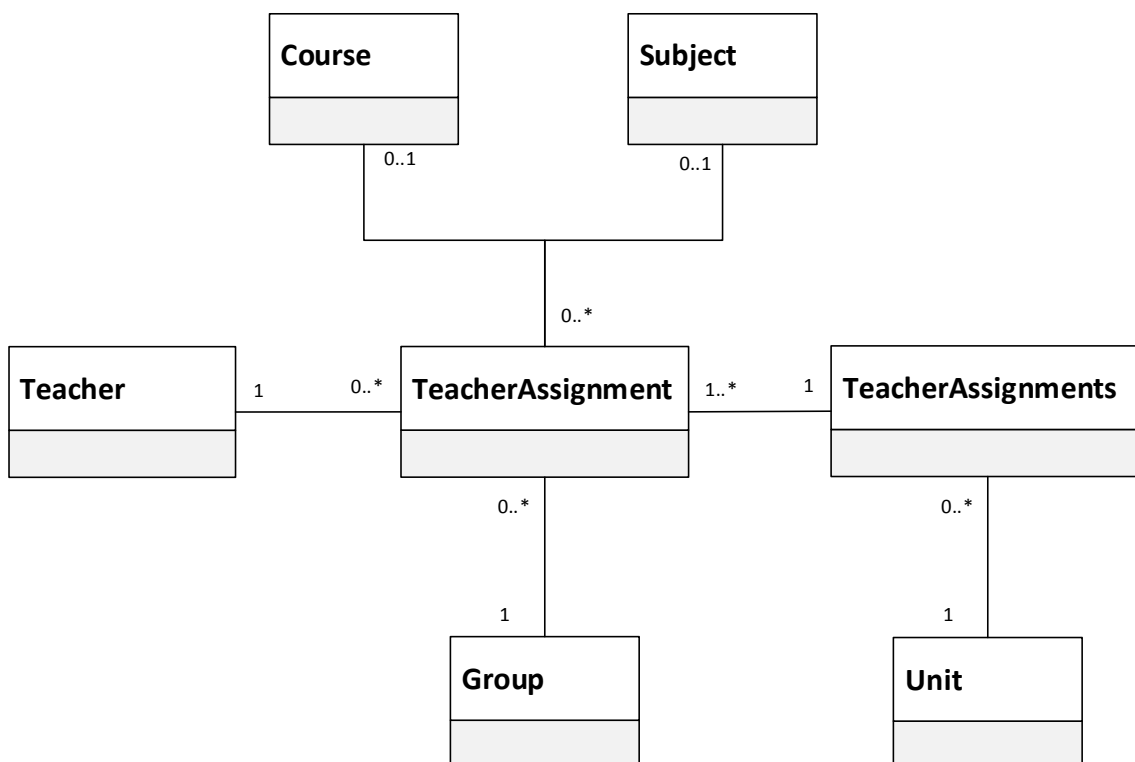 Course
Subject
0..1
0..1
0..*
Teacher
1
0..*
TeacherAssignment
1..*
1
TeacherAssignments
0..*
0..*
1
1
Group
Unit